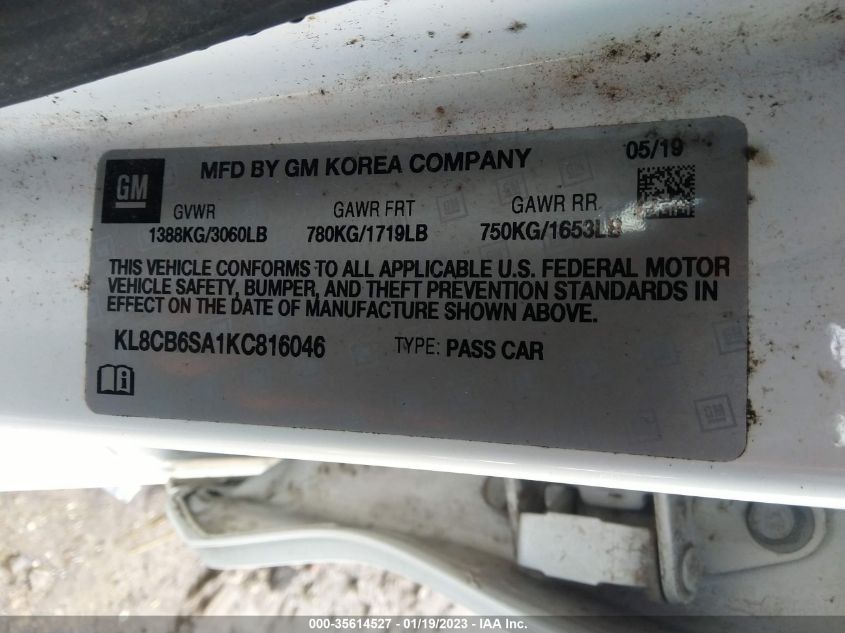 GM
MFD BY GM KOREA COMPANY
05/19
GVWR
GAWR FRT
GAWR RR
1388KG/3060LB
780KG/1719LB
750KG/1653LB
THIS VEHICLE CONFORMS TO ALL APPLICABLE U.S. FEDERAL MOTOR
VEHICLE SAFETY, BUMPER, AND THEFT PREVENTION STANDARDS IN
EFFECT ON THE DATE OF MANUFACTURE SHOWN ABOVE.
KL8CB6SA1KC816046
TYPE: PASS CAR
000-35614527 - 01/19/2023 - IAA Inc.